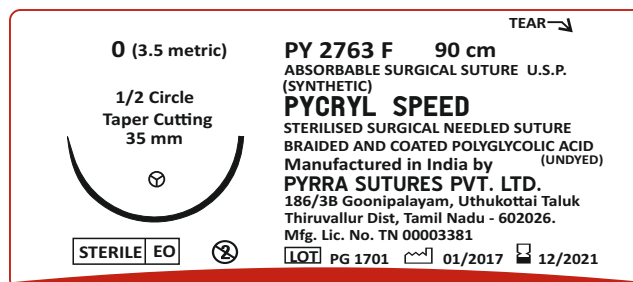 TEAR
0 (3.5 metric)
1/2 Circle
Taper Cutting
35 mm
STERILE EO
2
PY 2763 F 90 cm
ABSORBABLE SURGICAL SUTURE U.S.P.
(SYNTHETIC)
PYCRYL SPEED
STERILISED SURGICAL NEEDLED SUTURE
BRAIDED AND COATED POLYGLYCOLIC ACID
(UNDYED)
Manufactured in India by
PYRRA SUTURES PVT. LTD.
186/3B Goonipalayam, Uthukottai Taluk
Thiruvallur Dist, Tamil Nadu - 602026.
Mfg. Lic. No. TN 00003381
LOT PG 1701 01/2017 12/2021